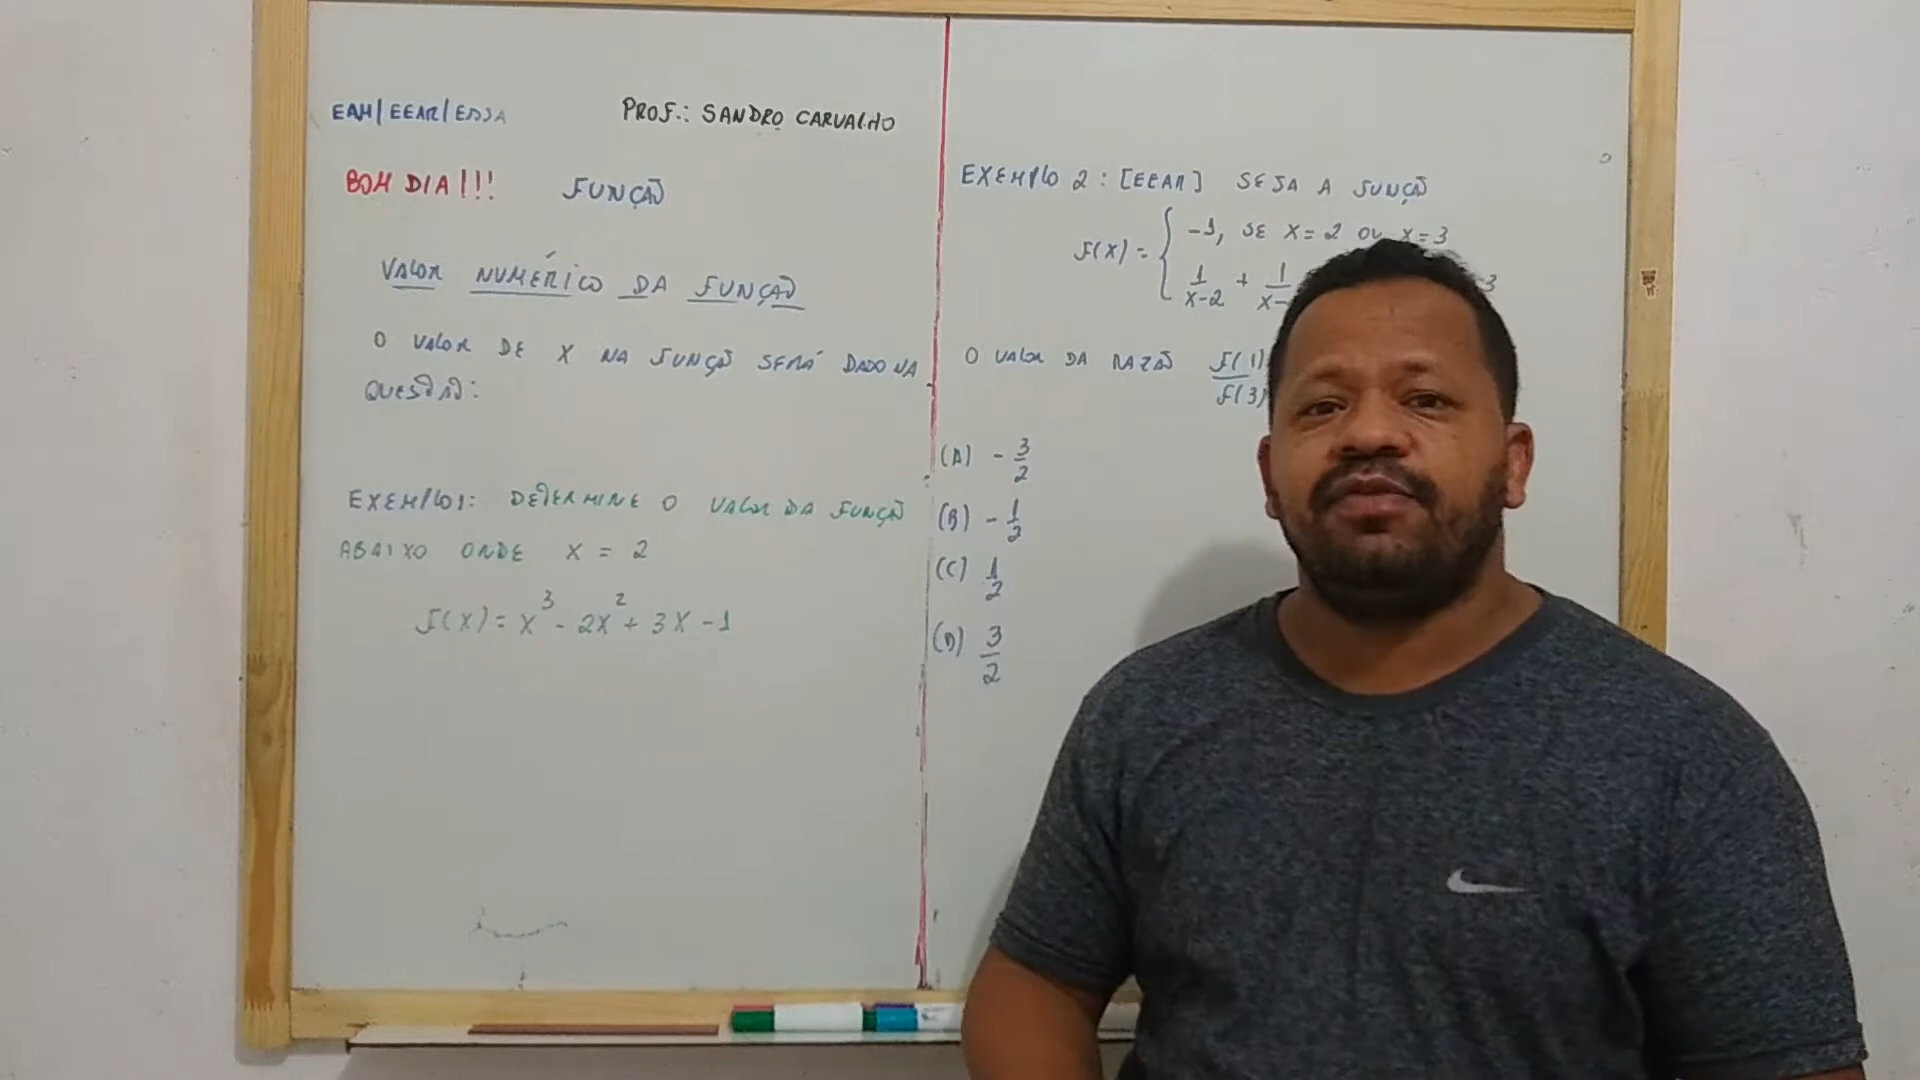 EAM/EEAR/ESSA
PROF.: SANDRO CARVALHO
BOM DIA!!! FUNÇÃO
VALOR NUMÉRICO DA FUNÇÃO
O VALOR DE X NA FUNÇÃO SERÁ DADO NA
QUESTÃO:
EXEMPLO1: DETERMINE O VALOR DA FUNÇÃO
ABAIXO ONDE X = 2
F(X) = X³ - 2X² + 3X - 1
EXEMPLO 2: [EEAR] SEJA A FUNÇÃO
F(X) = { -1, SE X = 2 OU X = 3
1/(X-2) + 1/(X- 3
O VALOR DA RAZÃO F(1)/F(3)
(A) - 3/2
(B) - 1/2
(C) 1/2
(D) 3/2